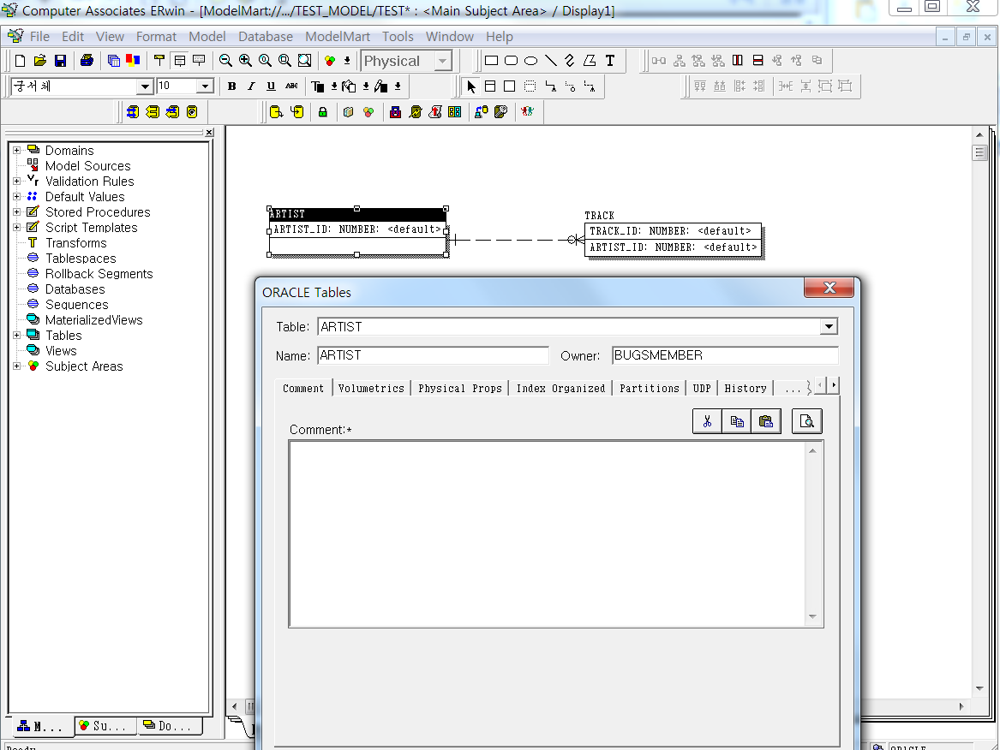 Computer Associates ERwin - [ModelMart://.../TEST_MODEL/TEST* : <Main Subject Area> / Display1]
File Edit View Format Model Database ModelMart Tools Window Help
Physical
궁서체 10 B I U ABC
Domains
Model Sources
Validation Rules
Default Values
Stored Procedures
Script Templates
Transforms
Tablespaces
Rollback Segments
Databases
Sequences
MaterializedViews
Tables
Views
Subject Areas
M... Su... Do...
ARTIST
ARTIST_ID: NUMBER: <default>
TRACK
TRACK_ID: NUMBER: <default>
ARTIST_ID: NUMBER: <default>
ORACLE Tables
Table: ARTIST
Name: ARTIST Owner: BUGSMEMBER
Comment Volumetrics Physical Props Index Organized Partitions UDP History ...
Comment:*
Ready
ORACLE